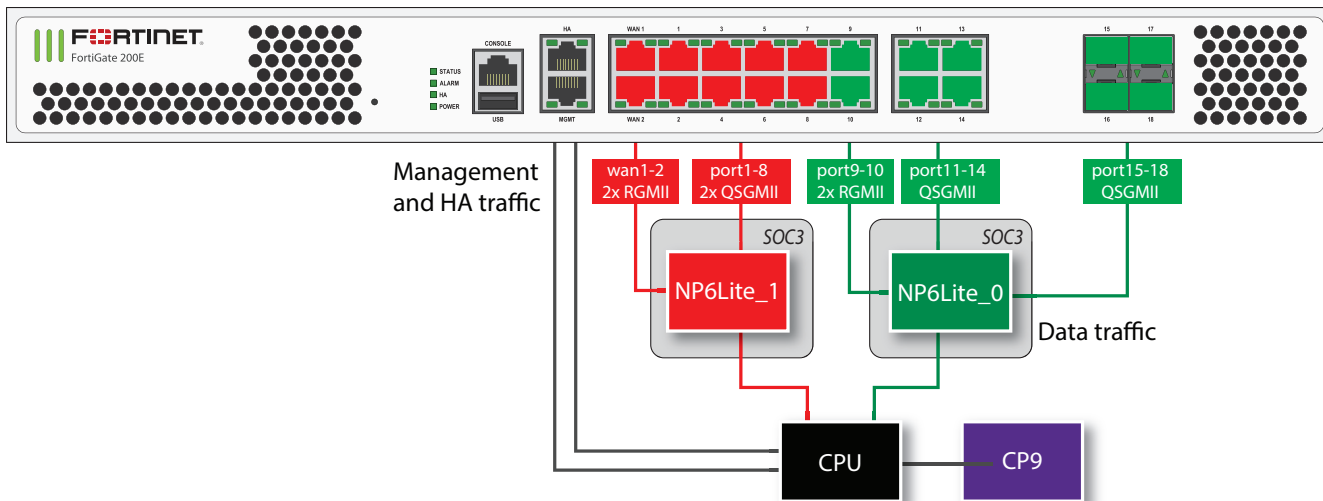 FORTINET
FortiGate 200E
STATUS
ALARM
HA
POWER
CONSOLE
USB
HA
MGMT
WAN 1 1 3 5 7 9
WAN 2 2 4 6 8 10
11 13
12 14
15 17
16 18
Management
and HA traffic
wan1-2
2x RGMII
port1-8
2x QSGMII
port9-10
2x RGMII
port11-14
QSGMII
port15-18
QSGMII
SOC3
NP6Lite_1
SOC3
NP6Lite_0
Data traffic
CPU
CP9